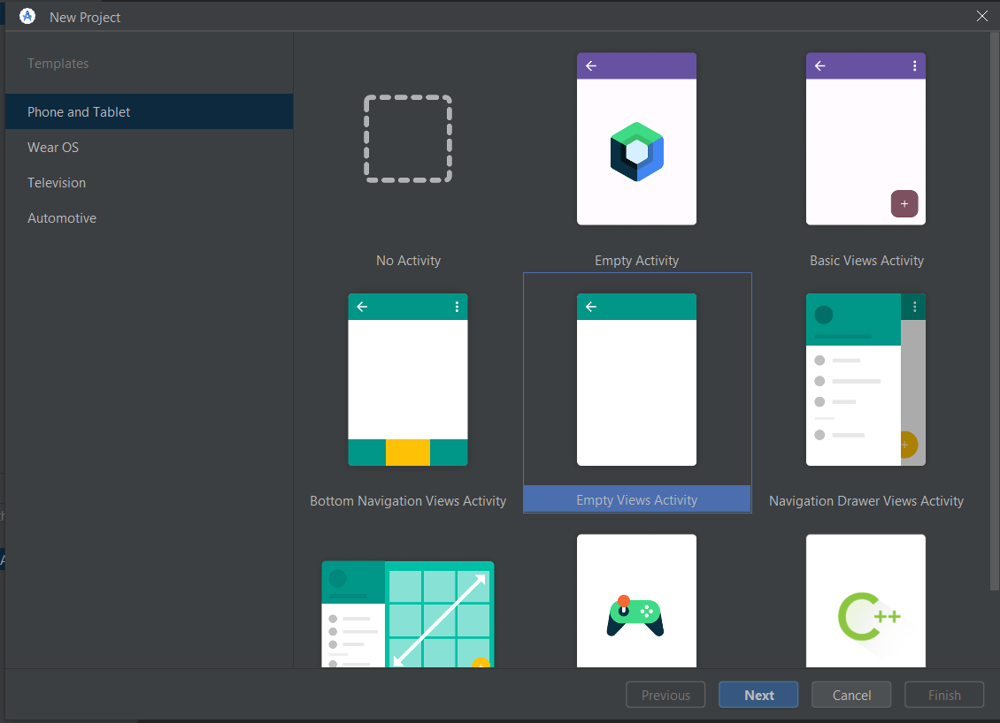 New Project
Templates
Phone and Tablet
Wear OS
Television
Automotive
No Activity
Empty Activity
Basic Views Activity
Bottom Navigation Views Activity
Empty Views Activity
Navigation Drawer Views Activity
C++
Previous
Next
Cancel
Finish